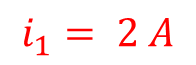 i₁ = 2 A